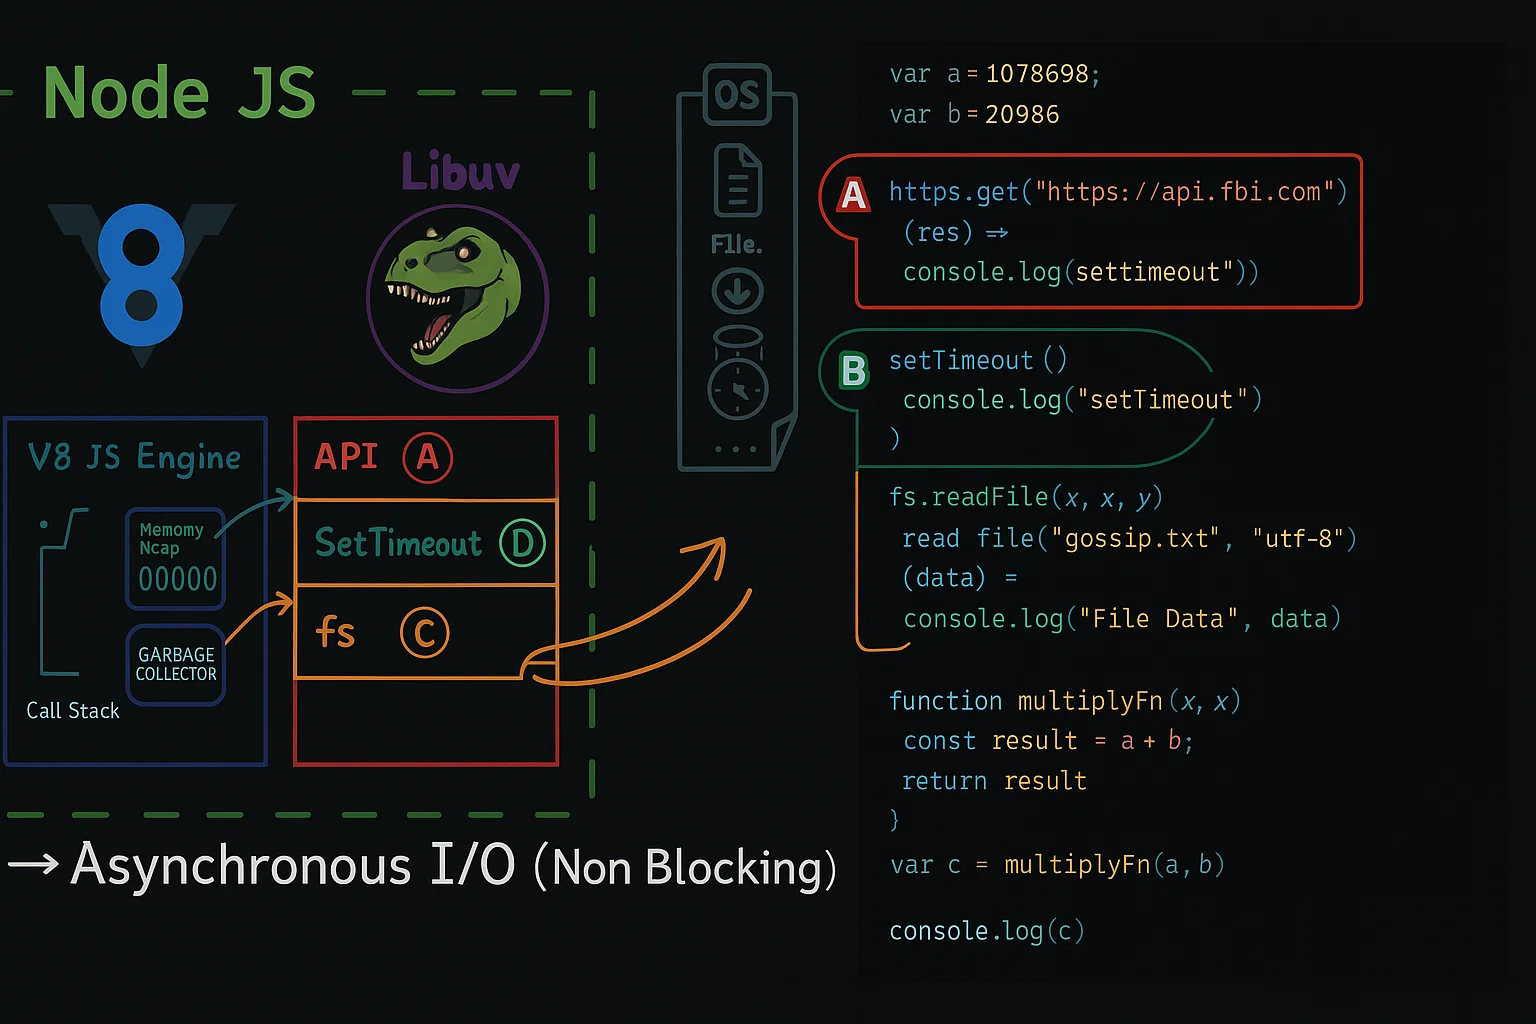 Node JS
Libuv
8
V8 JS Engine
Memomy
Ncap
00000
GARBAGE
COLLECTOR
Call Stack
API A
SetTimeout D
fs C
→ Asynchronous I/O (Non Blocking)
OS
File.
...
var a = 1078698;
var b = 20986
A https.get("https://api.fbi.com")
(res) ⇒
console.log(settimeout"))
B setTimeout ()
console.log("setTimeout")
)
fs.readFile(x, x, y)
read file("gossip.txt", "utf-8")
(data) =
console.log("File Data", data)
function multiplyFn(x, x)
const result = a + b;
return result
}
var c = multiplyFn(a,b)
console.log(c)